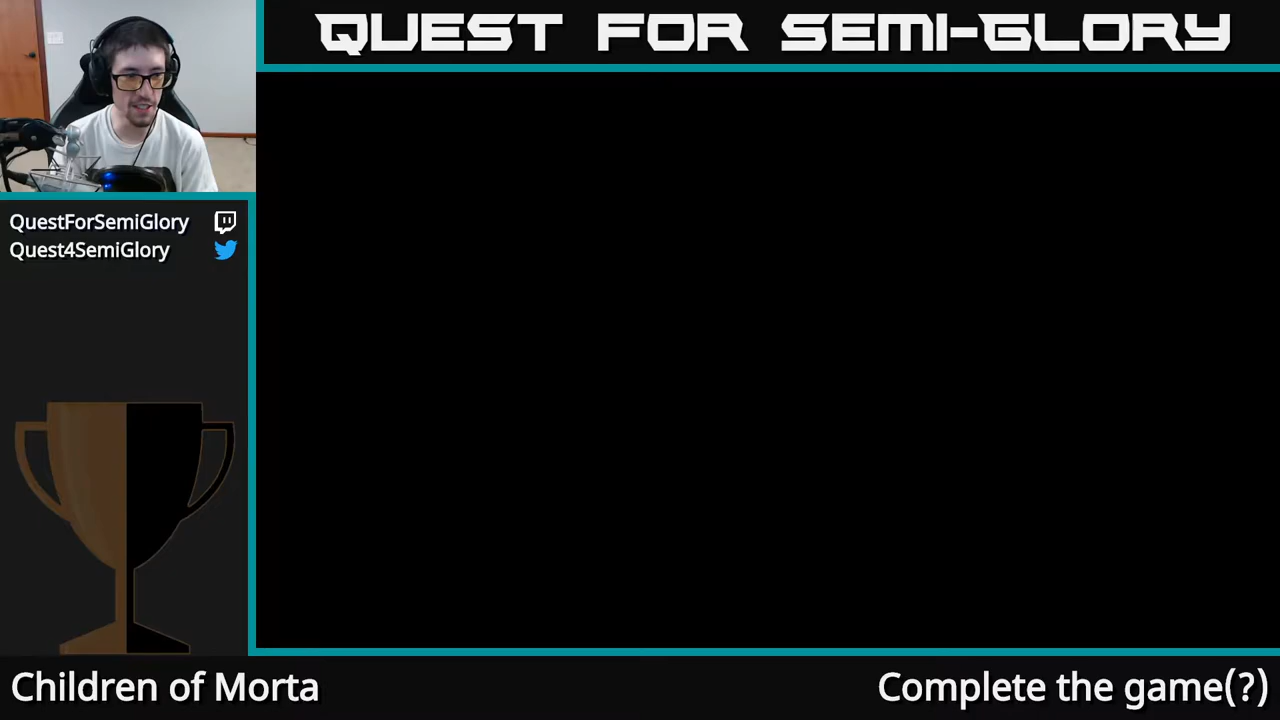 QUEST FOR SEMI-GLORY
QuestForSemiGlory
Quest4SemiGlory
Children of Morta
Complete the game(?)